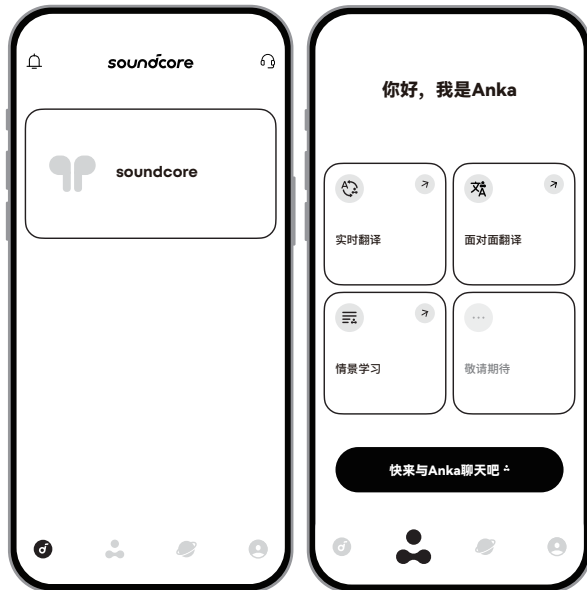 soundcore
soundcore
你好，我是Anka
实时翻译
面对面翻译
情景学习
敬请期待
快来与Anka聊天吧